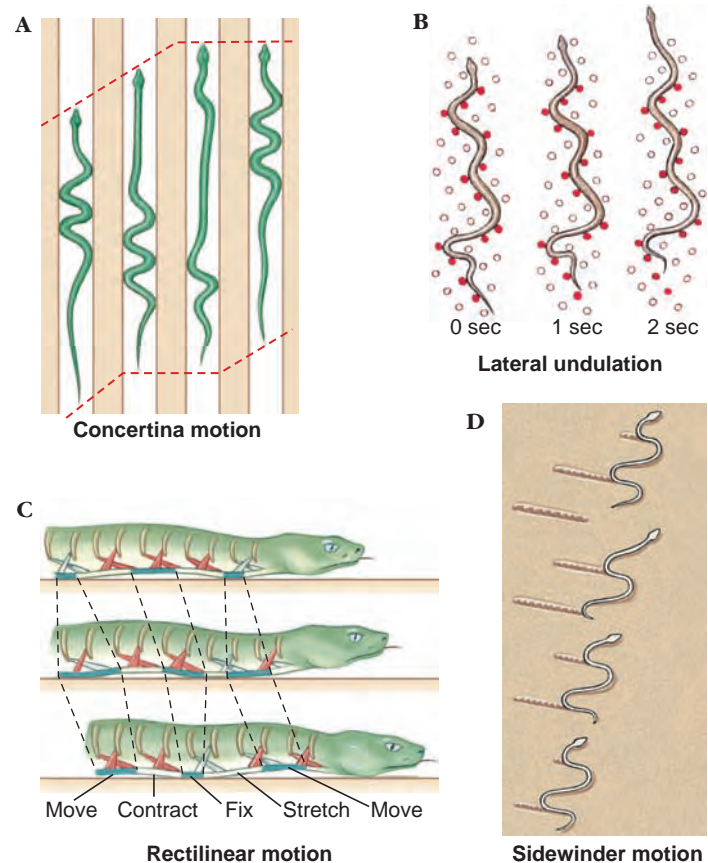 A
Concertina motion
B
0 sec 1 sec 2 sec
Lateral undulation
C
Move Contract Fix Stretch Move
Rectilinear motion
D
Sidewinder motion